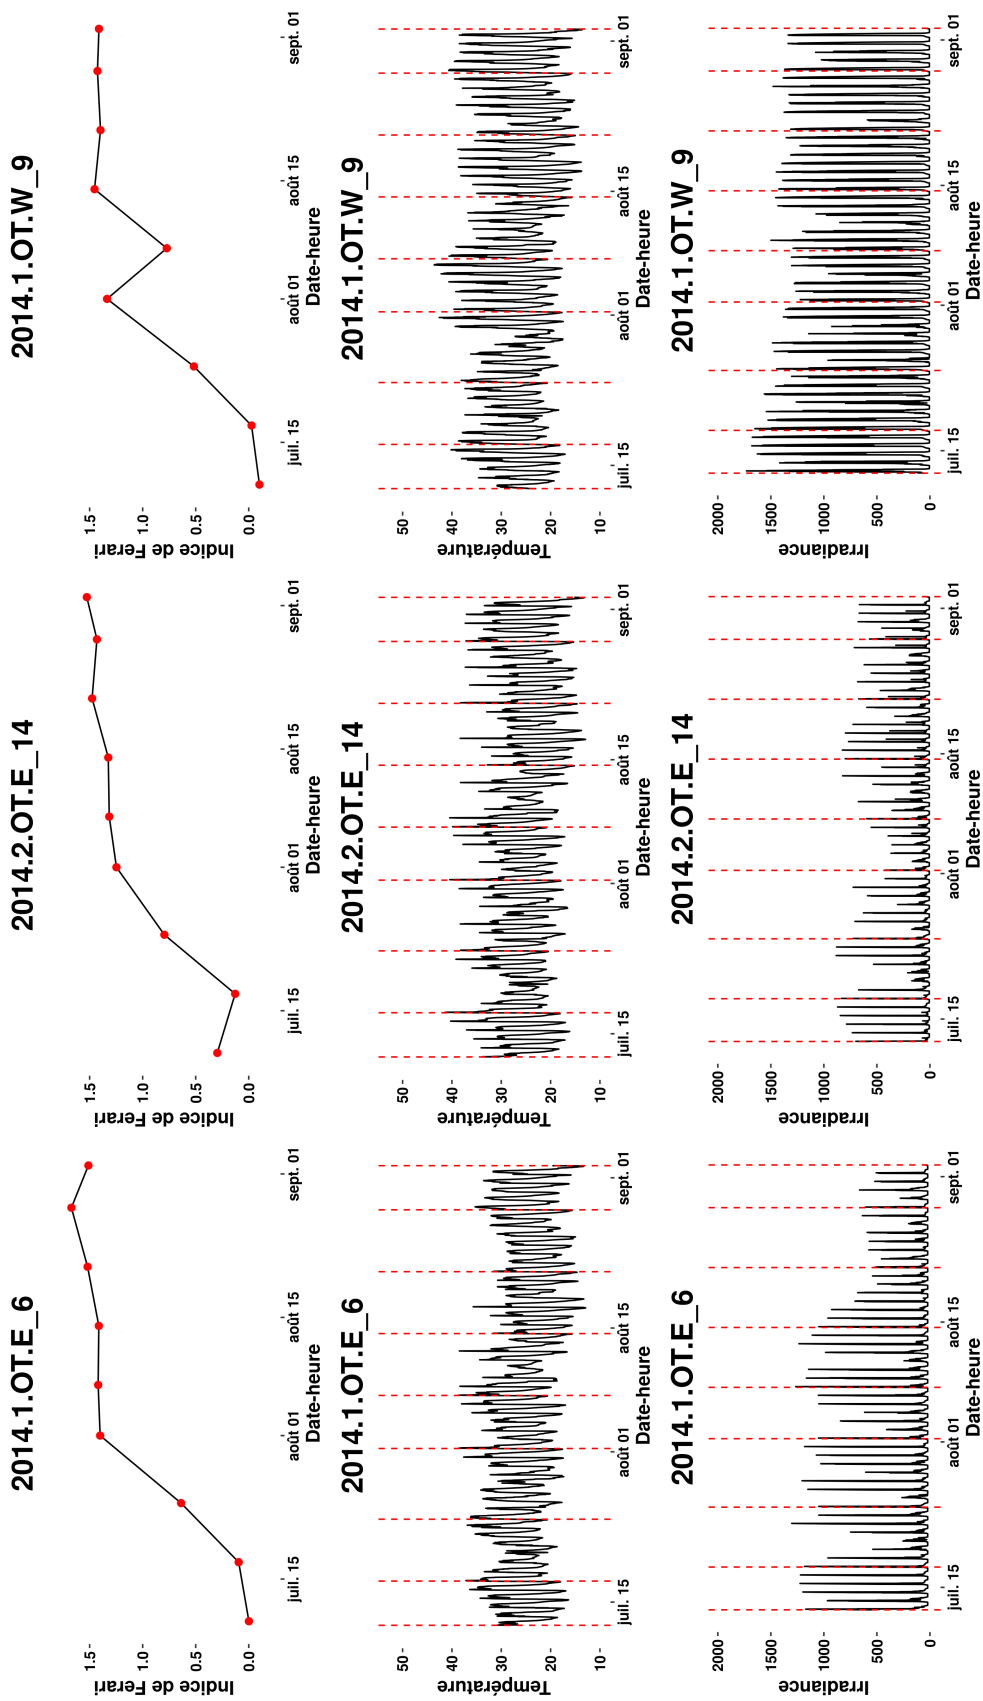 2014.1.OT.E_6
Indice de Ferari
1.5
1.0
0.5
0.0
juil. 15 août 01 août 15 sept. 01
Date-heure
2014.2.OT.E_14
Indice de Ferari
1.5
1.0
0.5
0.0
juil. 15 août 01 août 15 sept. 01
Date-heure
2014.1.OT.W_9
Indice de Ferari
1.5
1.0
0.5
0.0
juil. 15 août 01 août 15 sept. 01
Date-heure
2014.1.OT.E_6
Température
50
40
30
20
10
juil. 15 août 01 août 15 sept. 01
Date-heure
2014.2.OT.E_14
Température
50
40
30
20
10
juil. 15 août 01 août 15 sept. 01
Date-heure
2014.1.OT.W_9
Température
50
40
30
20
10
juil. 15 août 01 août 15 sept. 01
Date-heure
2014.1.OT.E_6
Irradiance
2000
1500
1000
500
0
juil. 15 août 01 août 15 sept. 01
Date-heure
2014.2.OT.E_14
Irradiance
2000
1500
1000
500
0
juil. 15 août 01 août 15 sept. 01
Date-heure
2014.1.OT.W_9
Irradiance
2000
1500
1000
500
0
juil. 15 août 01 août 15 sept. 01
Date-heure